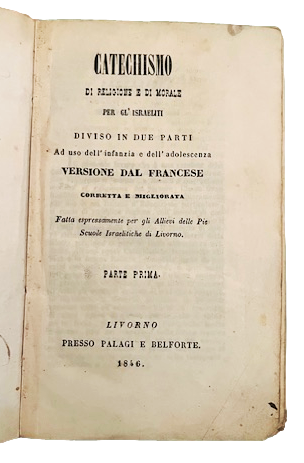 CATECHISMO
DI RELIGIONE E DI MORALE
PER GL' ISRAELITI
DIVISO IN DUE PARTI
Ad uso dell' infanzia e dell' adolescenza
VERSIONE DAL FRANCESE
CORRETTA E MIGLIORATA
Fatta espressamente per gli Allievi delle Pie
Scuole Israelitiche di Livorno.
PARTE PRIMA.
LIVORNO
PRESSO PALAGI E BELFORTE.
1846.